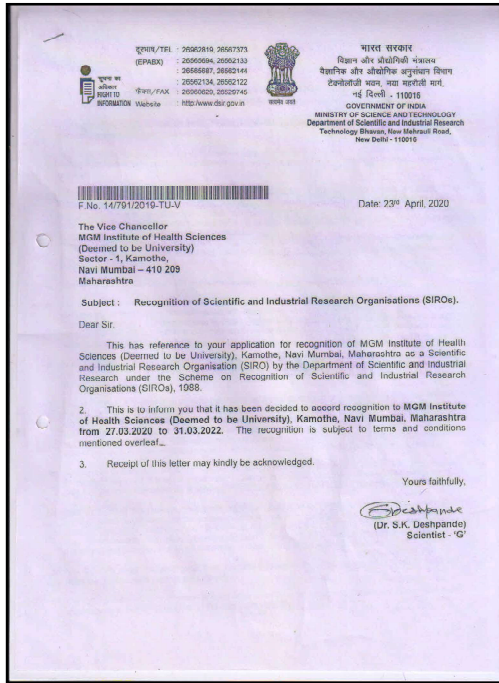 दूरभाष/TEL : 26962819, 26567373
(EPABX) : 26565694, 26562133
: 26565687, 26562144
: 26562134, 26562122
फैक्स/FAX : 26960629, 26529745
Website : http:/www.dsir.gov.in
सूचना का
अधिकार
RIGHT TO
INFORMATION
सत्यमेव जयते
भारत सरकार
विज्ञान और प्रौद्योगिकी मंत्रालय
वैज्ञानिक और औद्योगिक अनुसंधान विभाग
टेक्नोलॉजी भवन, नया महरौली मार्ग,
नई दिल्ली - 110016
GOVERNMENT OF INDIA
MINISTRY OF SCIENCE AND TECHNOLOGY
Department of Scientific and Industrial Research
Technology Bhavan, New Mehrauli Road,
New Delhi - 110016
F.No. 14/791/2019-TU-V
Date: 23rd April, 2020
The Vice Chancellor
MGM Institute of Health Sciences
(Deemed to be University)
Sector - 1, Kamothe,
Navi Mumbai – 410 209
Maharashtra
Subject : Recognition of Scientific and Industrial Research Organisations (SIROs).
Dear Sir,
This has reference to your application for recognition of MGM Institute of Health
Sciences (Deemed to be University), Kamothe, Navi Mumbai, Maharashtra as a Scientific
and Industrial Research Organisation (SIRO) by the Department of Scientific and Industrial
Research under the Scheme on Recognition of Scientific and Industrial Research
Organisations (SIROs), 1988.
2. This is to inform you that it has been decided to accord recognition to MGM Institute
of Health Sciences (Deemed to be University), Kamothe, Navi Mumbai, Maharashtra
from 27.03.2020 to 31.03.2022. The recognition is subject to terms and conditions
mentioned overleaf.
3. Receipt of this letter may kindly be acknowledged.
Yours faithfully,
SDeshpande
(Dr. S.K. Deshpande)
Scientist - 'G'